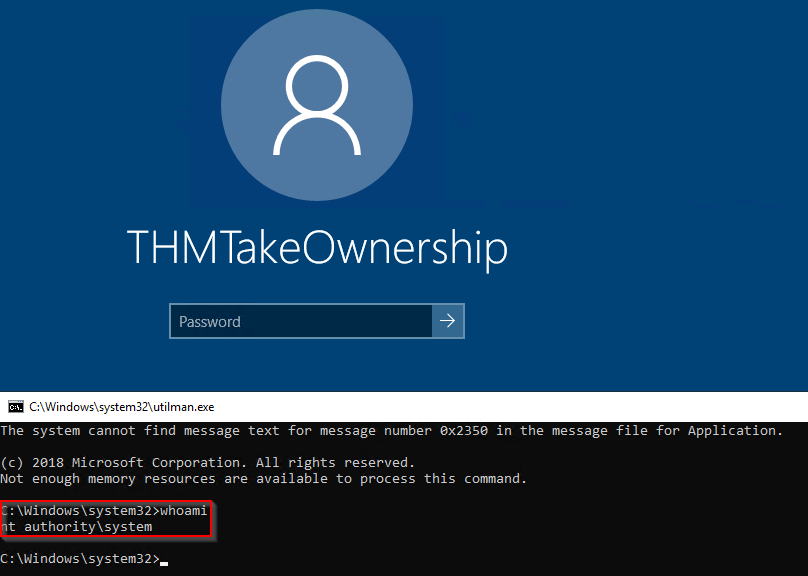 THMTakeOwnership
Password
C:\Windows\system32\utilman.exe
The system cannot find message text for message number 0x2350 in the message file for Application.
(c) 2018 Microsoft Corporation. All rights reserved.
Not enough memory resources are available to process this command.
C:\Windows\system32>whoami
nt authority\system
C:\Windows\system32>